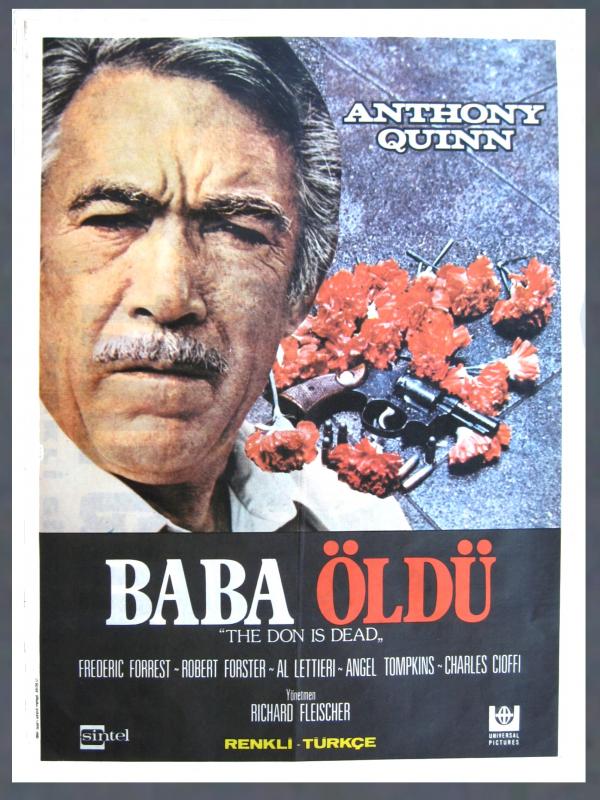 ANTHONY
QUINN
BABA ÖLDÜ
"THE DON IS DEAD„
FREDERIC FORREST ~ ROBERT FORSTER ~ AL LETTIERI ~ ANGEL TOMPKINS ~ CHARLES CIOFFI
Yönetmen
RICHARD FLEISCHER
sintel
RENKLİ - TÜRKÇE
UNIVERSAL
PICTURES